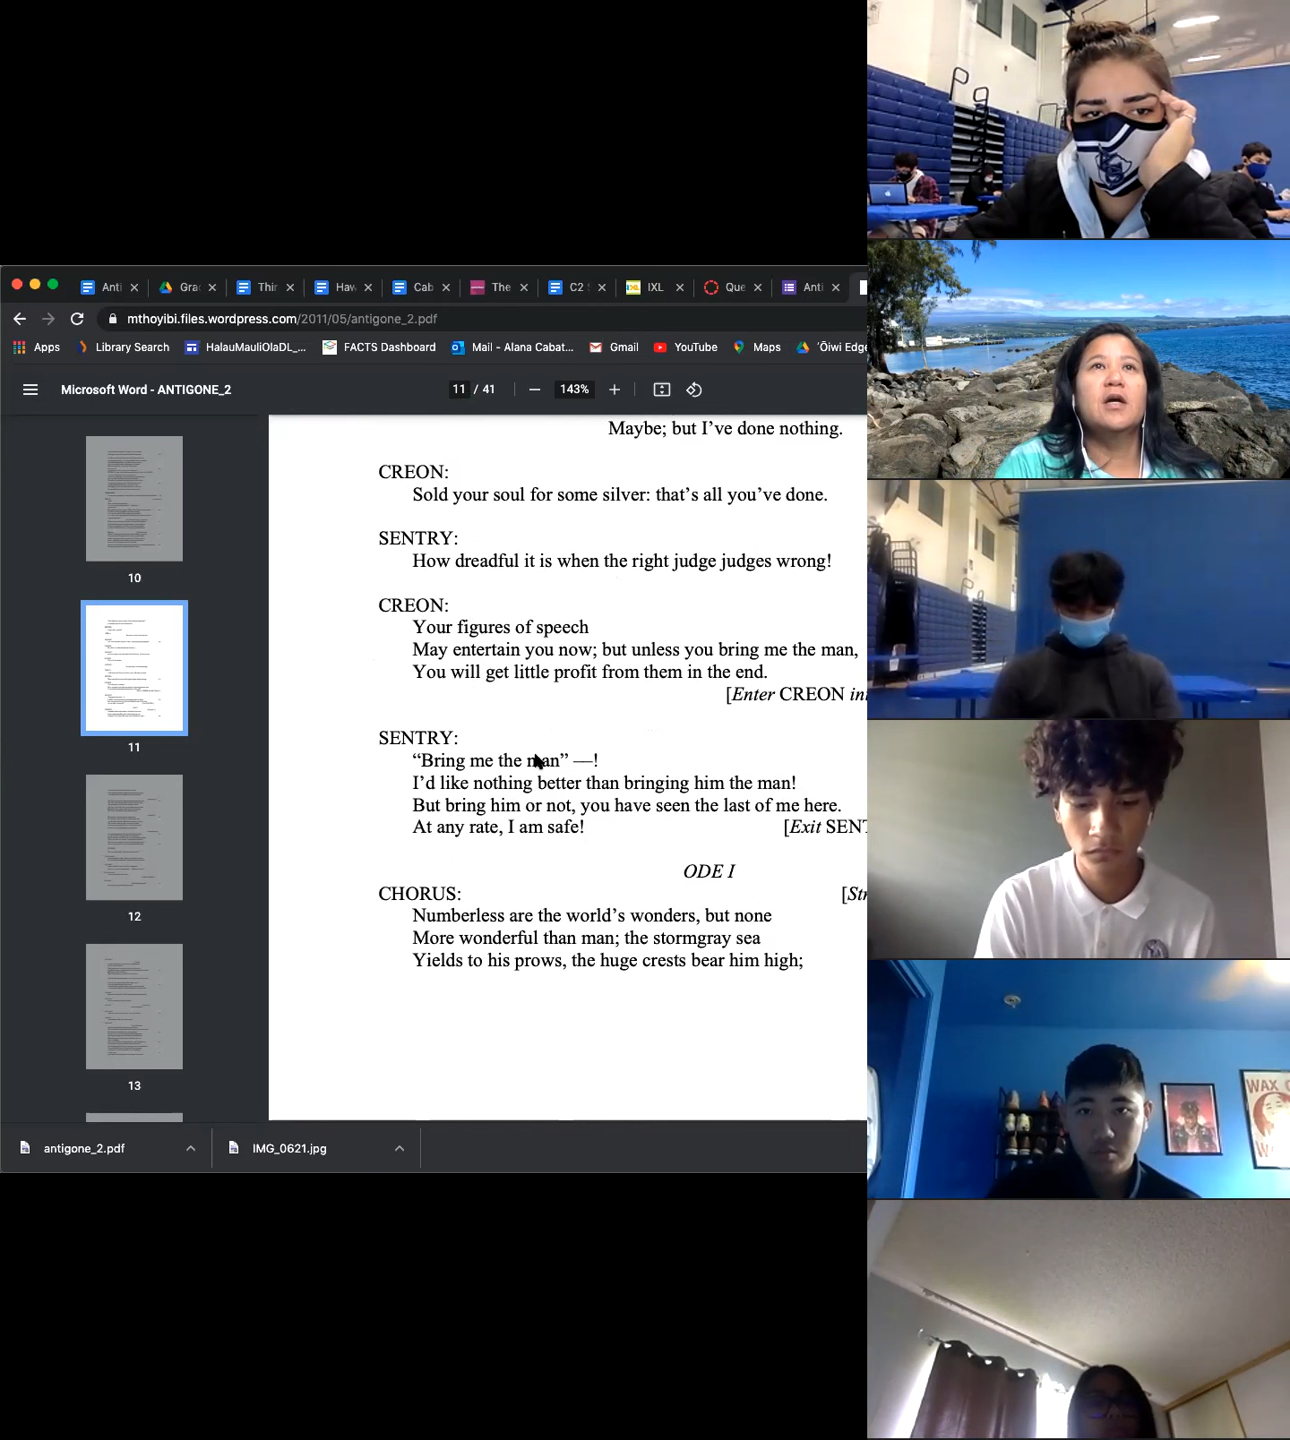 Anti
Gra
Thir
Haw
Cab
The
C2
IXL
Que
Anti
mthoyibi.files.wordpress.com/2011/05/antigone_2.pdf
Apps
Library Search
HalauMauliOlaDL_...
FACTS Dashboard
Mail - Alana Cabat...
Gmail
YouTube
Maps
ʻŌiwi Edge
Microsoft Word - ANTIGONE_2
11 / 41
143%
Maybe; but I’ve done nothing.
CREON:
Sold your soul for some silver: that’s all you’ve done.
SENTRY:
How dreadful it is when the right judge judges wrong!
CREON:
Your figures of speech
May entertain you now; but unless you bring me the man,
You will get little profit from them in the end.
[Enter CREON in
SENTRY:
“Bring me the man” —!
I’d like nothing better than bringing him the man!
But bring him or not, you have seen the last of me here.
At any rate, I am safe! [Exit SENT
ODE I
CHORUS: [Str
Numberless are the world’s wonders, but none
More wonderful than man; the stormgray sea
Yields to his prows, the huge crests bear him high;
10
11
12
13
antigone_2.pdf
IMG_0621.jpg
WAX